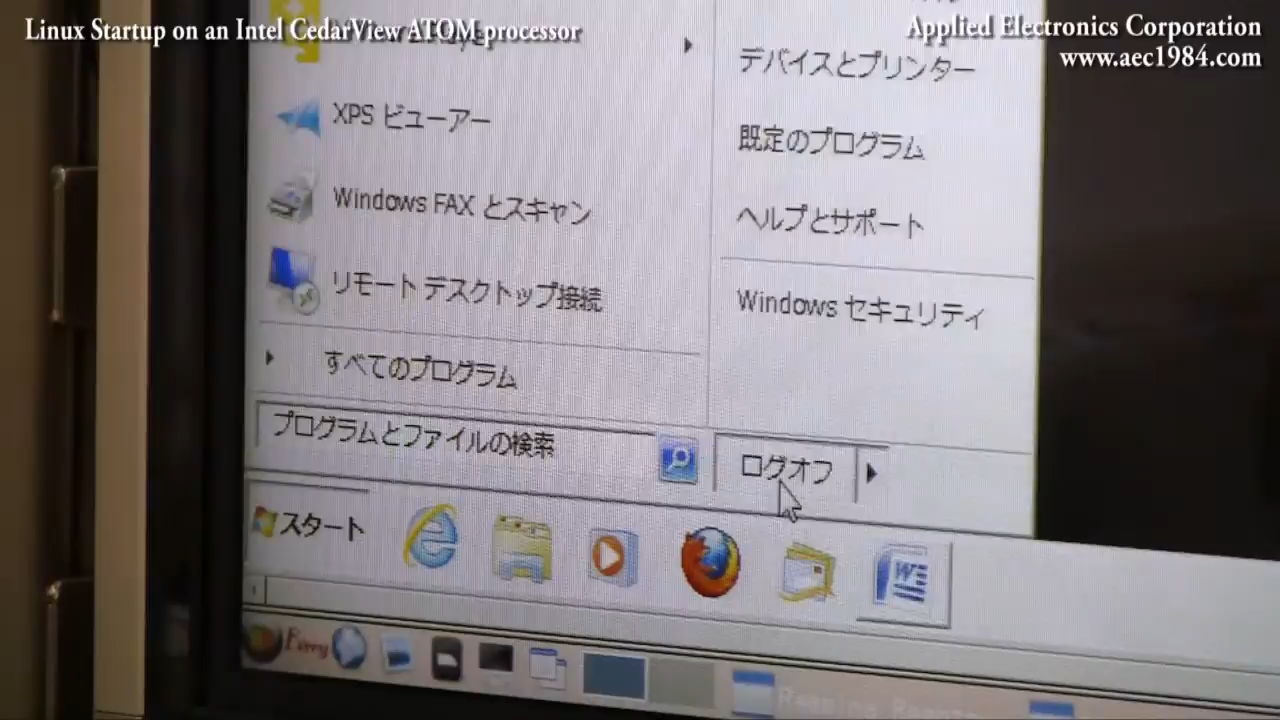 Linux Startup on an Intel CedarView ATOM processor
Applied Electronics Corporation
www.aec1984.com
XPS ビューアー
Windows FAX とスキャン
リモート デスクトップ接続
すべてのプログラム
プログラムとファイルの検索
デバイスとプリンター
既定のプログラム
ヘルプとサポート
Windows セキュリティ
ログオフ
スタート